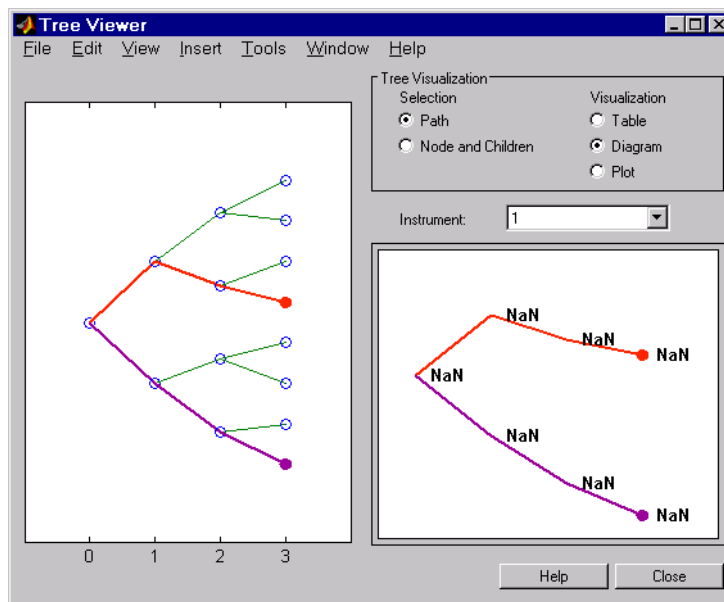 Tree Viewer
File Edit View Insert Tools Window Help
Tree Visualization
Selection
Visualization
Path
Table
Node and Children
Diagram
Plot
Instrument:
1
NaN
NaN
NaN
NaN
NaN
NaN
NaN
0 1 2 3
Help
Close